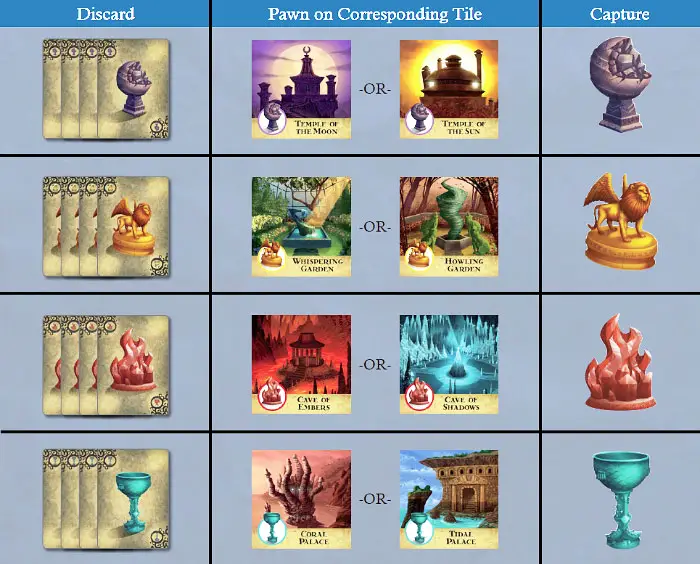 Discard
Pawn on Corresponding Tile
Capture
Temple of
the Moon
-OR-
Temple of
the Sun
Whispering
Garden
-OR-
Howling
Garden
Cave of
Embers
-OR-
Cave of
Shadows
Coral
Palace
-OR-
Tidal
Palace